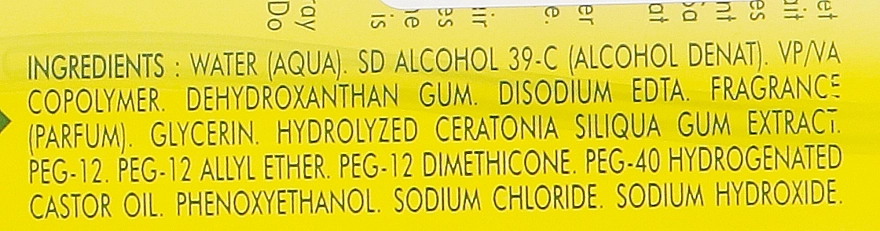 INGREDIENTS : WATER (AQUA). SD ALCOHOL 39-C (ALCOHOL DENAT). VP/VA
COPOLYMER. DEHYDROXANTHAN GUM. DISODIUM EDTA. FRAGRANCE
(PARFUM). GLYCERIN. HYDROLYZED CERATONIA SILIQUA GUM EXTRACT.
PEG-12. PEG-12 ALLYL ETHER. PEG-12 DIMETHICONE. PEG-40 HYDROGENATED
CASTOR OIL. PHENOXYETHANOL. SODIUM CHLORIDE. SODIUM HYDROXIDE.